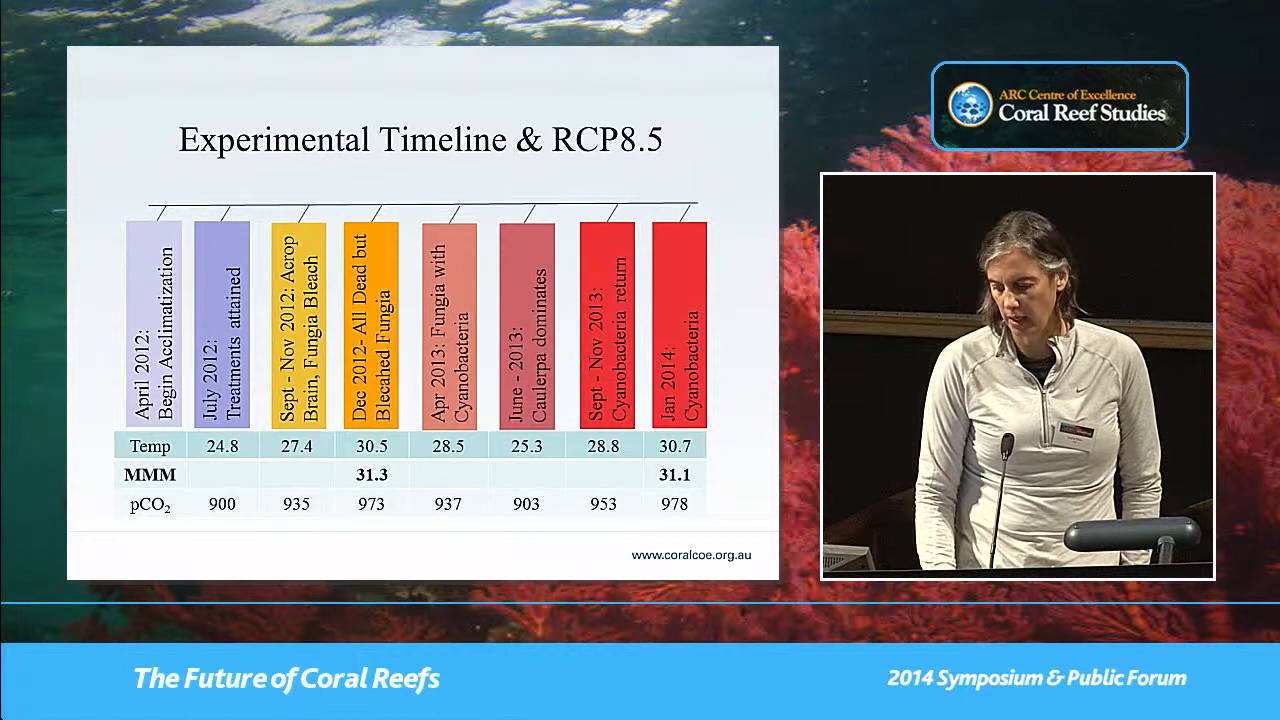 ARC Centre of Excellence
Coral Reef Studies
Experimental Timeline & RCP8.5
April 2012:
Begin Acclimatization
July 2012:
Treatments attained
Sept - Nov 2012: Acrop
Brain, Fungia Bleach
Dec 2012- All Dead but
Blecahed Fungia
Apr 2013: Fungia with
Cyanobacteria
June - 2013:
Caulerpa dominates
Sept - Nov 2013:
Cyanobacteria return
Jan 2014:
Cyanobacteria
Temp 24.8 27.4 30.5 28.5 25.3 28.8 30.7
MMM 31.3 31.1
pCO₂ 900 935 973 937 903 953 978
www.coralcoe.org.au
The Future of Coral Reefs
2014 Symposium & Public Forum